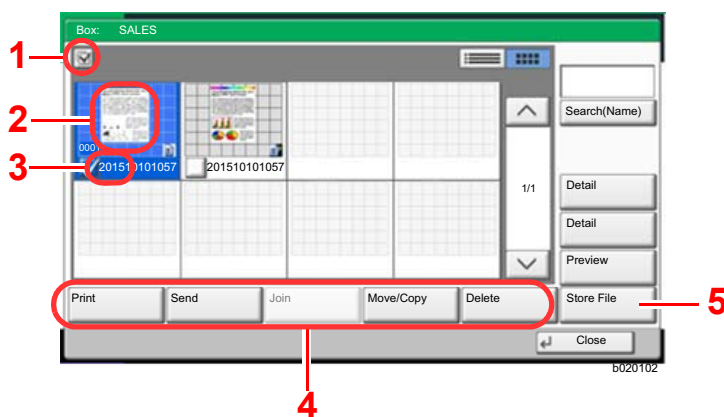 Box: SALES
1
2
3
0001
201510101057
201510101057
Search(Name)
1/1
Detail
Detail
Preview
Print
Send
Join
Move/Copy
Delete
Store File
5
Close
b020102
4